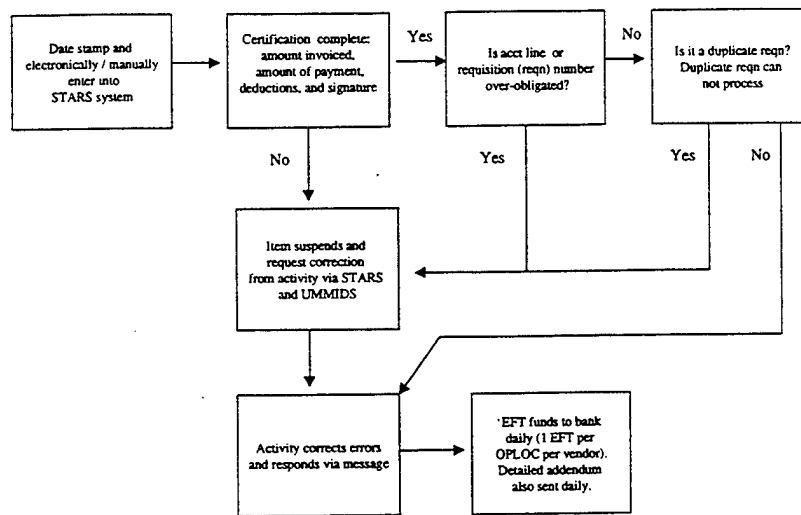 Date stamp and
electronically / manually
enter into
STARS system
Certification complete:
amount invoiced,
amount of payment,
deductions, and signature
Yes
Is acct line or
requisition (reqn) number
over-obligated?
No
Is it a duplicate reqn?
Duplicate reqn can
not process
No
Yes
Yes
No
Item suspends and
request correction
from activity via STARS
and UMMIDS
Activity corrects errors
and responds via message
EFT funds to bank
daily (1 EFT per
OPLOC per vendor).
Detailed addendum
also sent daily.